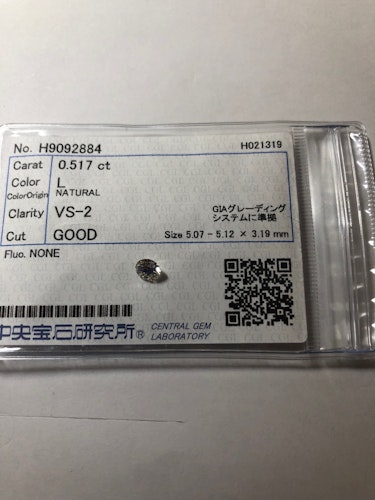 No. H9092884 H021319
Carat 0.517 ct
Color L
ColorOrigin NATURAL
Clarity VS-2 GIAグレーディング
システムに準拠
Cut GOOD Size 5.07 - 5.12 × 3.19 mm
Fluo. NONE
中央宝石研究所® CENTRAL GEM
LABORATORY